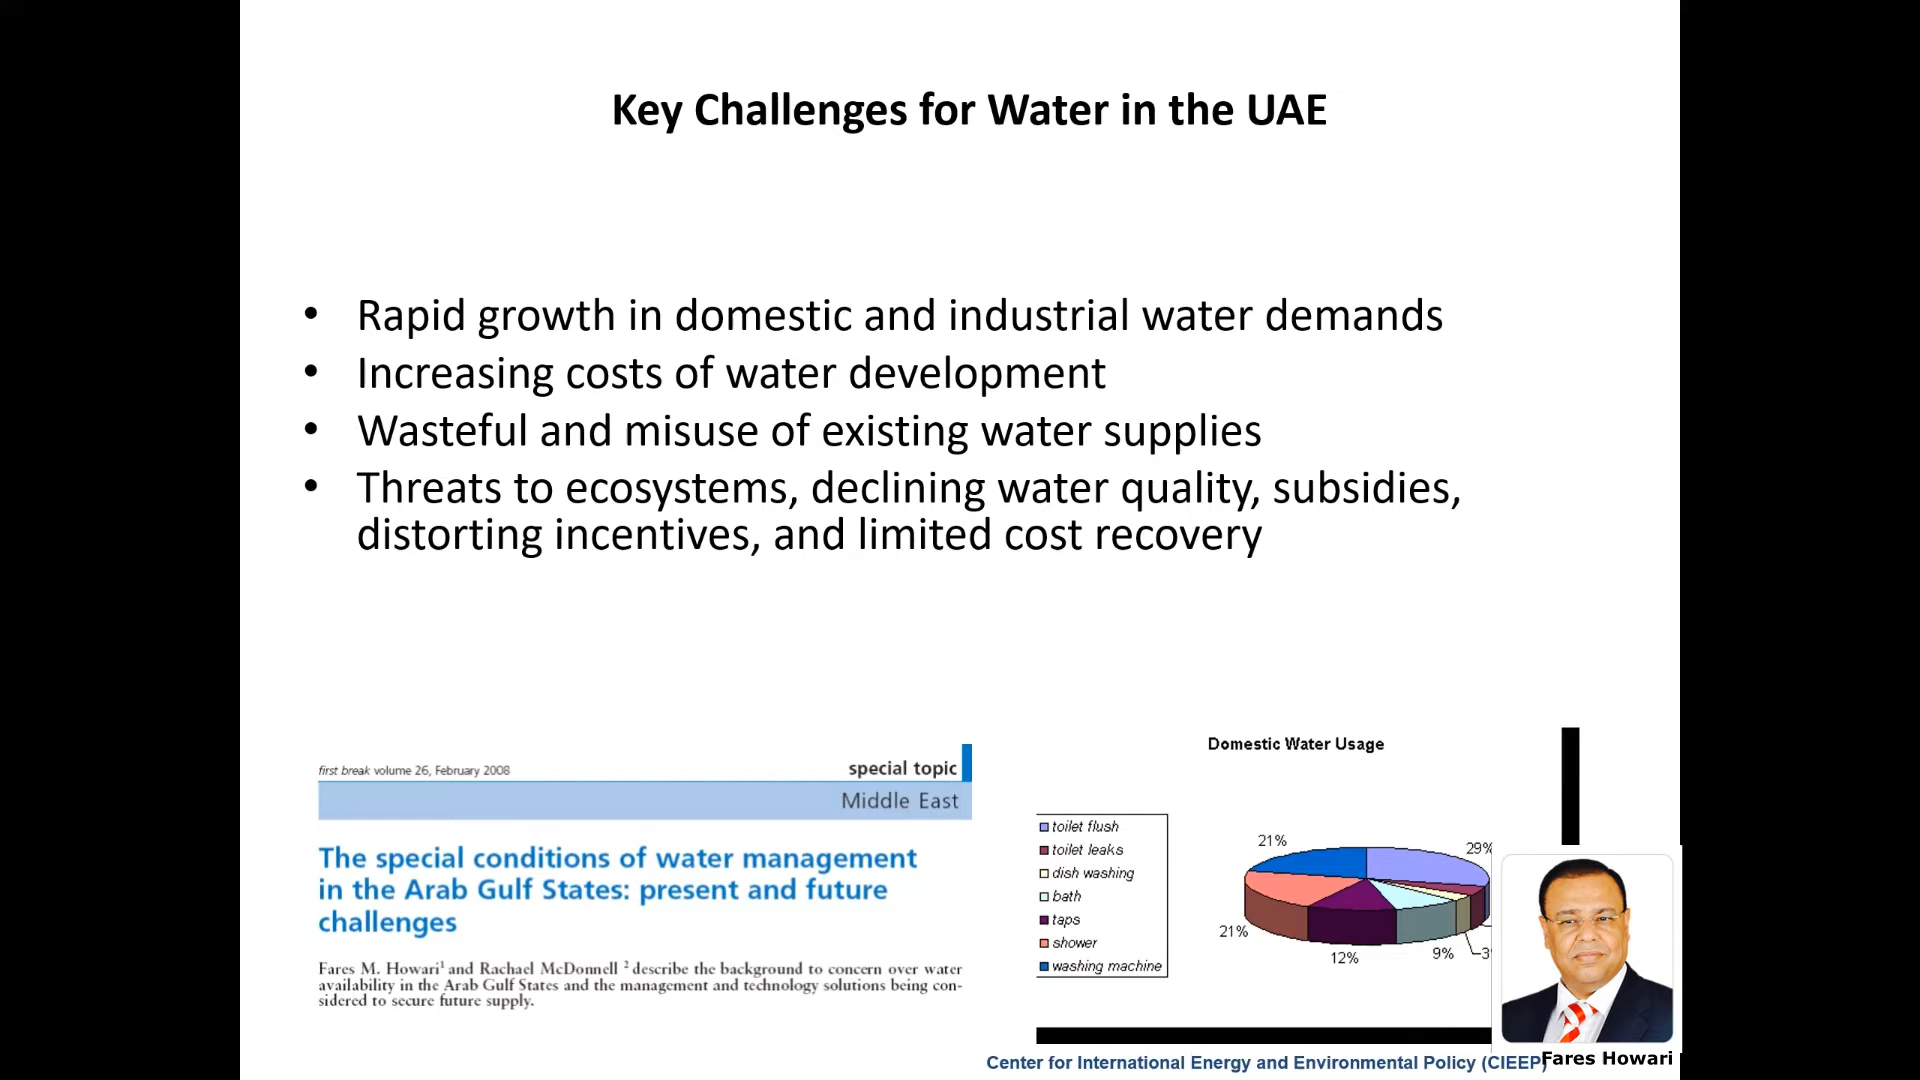 Key Challenges for Water in the UAE
• Rapid growth in domestic and industrial water demands
• Increasing costs of water development
• Wasteful and misuse of existing water supplies
• Threats to ecosystems, declining water quality, subsidies,
distorting incentives, and limited cost recovery
first break volume 26, February 2008
special topic
Middle East
The special conditions of water management
in the Arab Gulf States: present and future
challenges
Fares M. Howari1 and Rachael McDonnell 2 describe the background to concern over water
availability in the Arab Gulf States and the management and technology solutions being con-
sidered to secure future supply.
Domestic Water Usage
toilet flush
toilet leaks
dish washing
bath
taps
shower
washing machine
21%
29%
21%
12%
9%
Center for International Energy and Environmental Policy (CIEEP)
Fares Howari